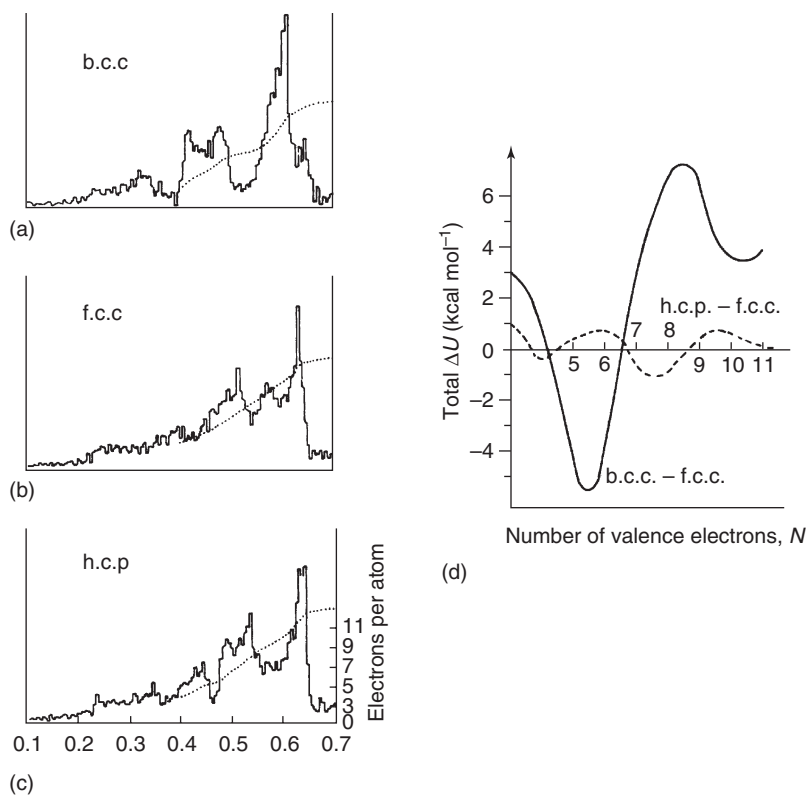 b.c.c
(a)
f.c.c
(b)
h.c.p
11
9
7
5
3
0
Electrons per atom
0.1 0.2 0.3 0.4 0.5 0.6 0.7
(c)
6
4
2
0
−2
−4
Total ΔU (kcal mol⁻¹)
h.c.p. – f.c.c.
7 8
5 6 9 10 11
b.c.c. – f.c.c.
Number of valence electrons, N
(d)